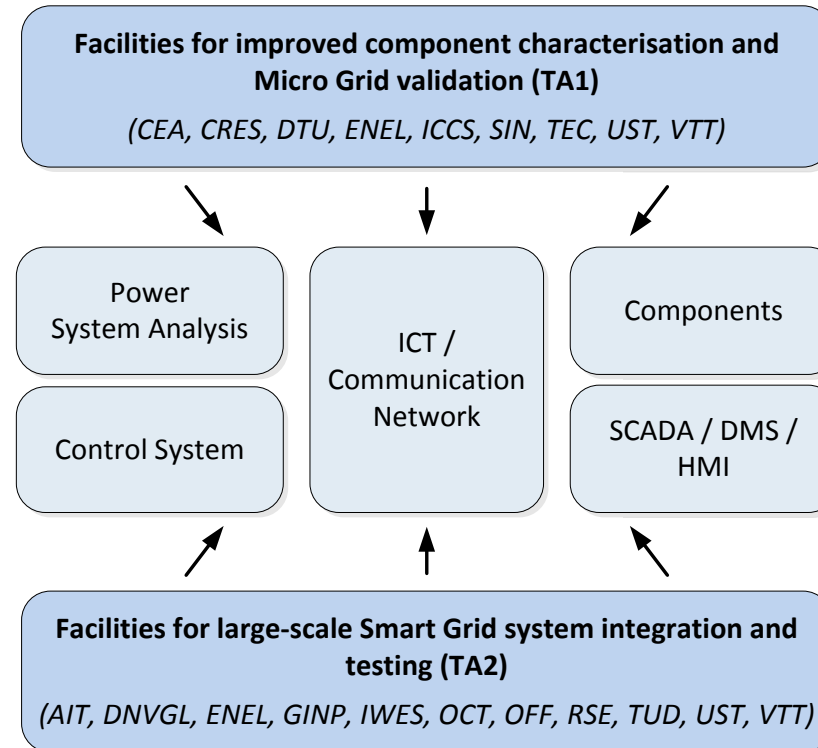 Facilities for improved component characterisation and
Micro Grid validation (TA1)
(CEA, CRES, DTU, ENEL, ICCS, SIN, TEC, UST, VTT)
Power
System Analysis
ICT /
Communication
Network
Components
Control System
SCADA / DMS /
HMI
Facilities for large-scale Smart Grid system integration and
testing (TA2)
(AIT, DNVGL, ENEL, GINP, IWES, OCT, OFF, RSE, TUD, UST, VTT)